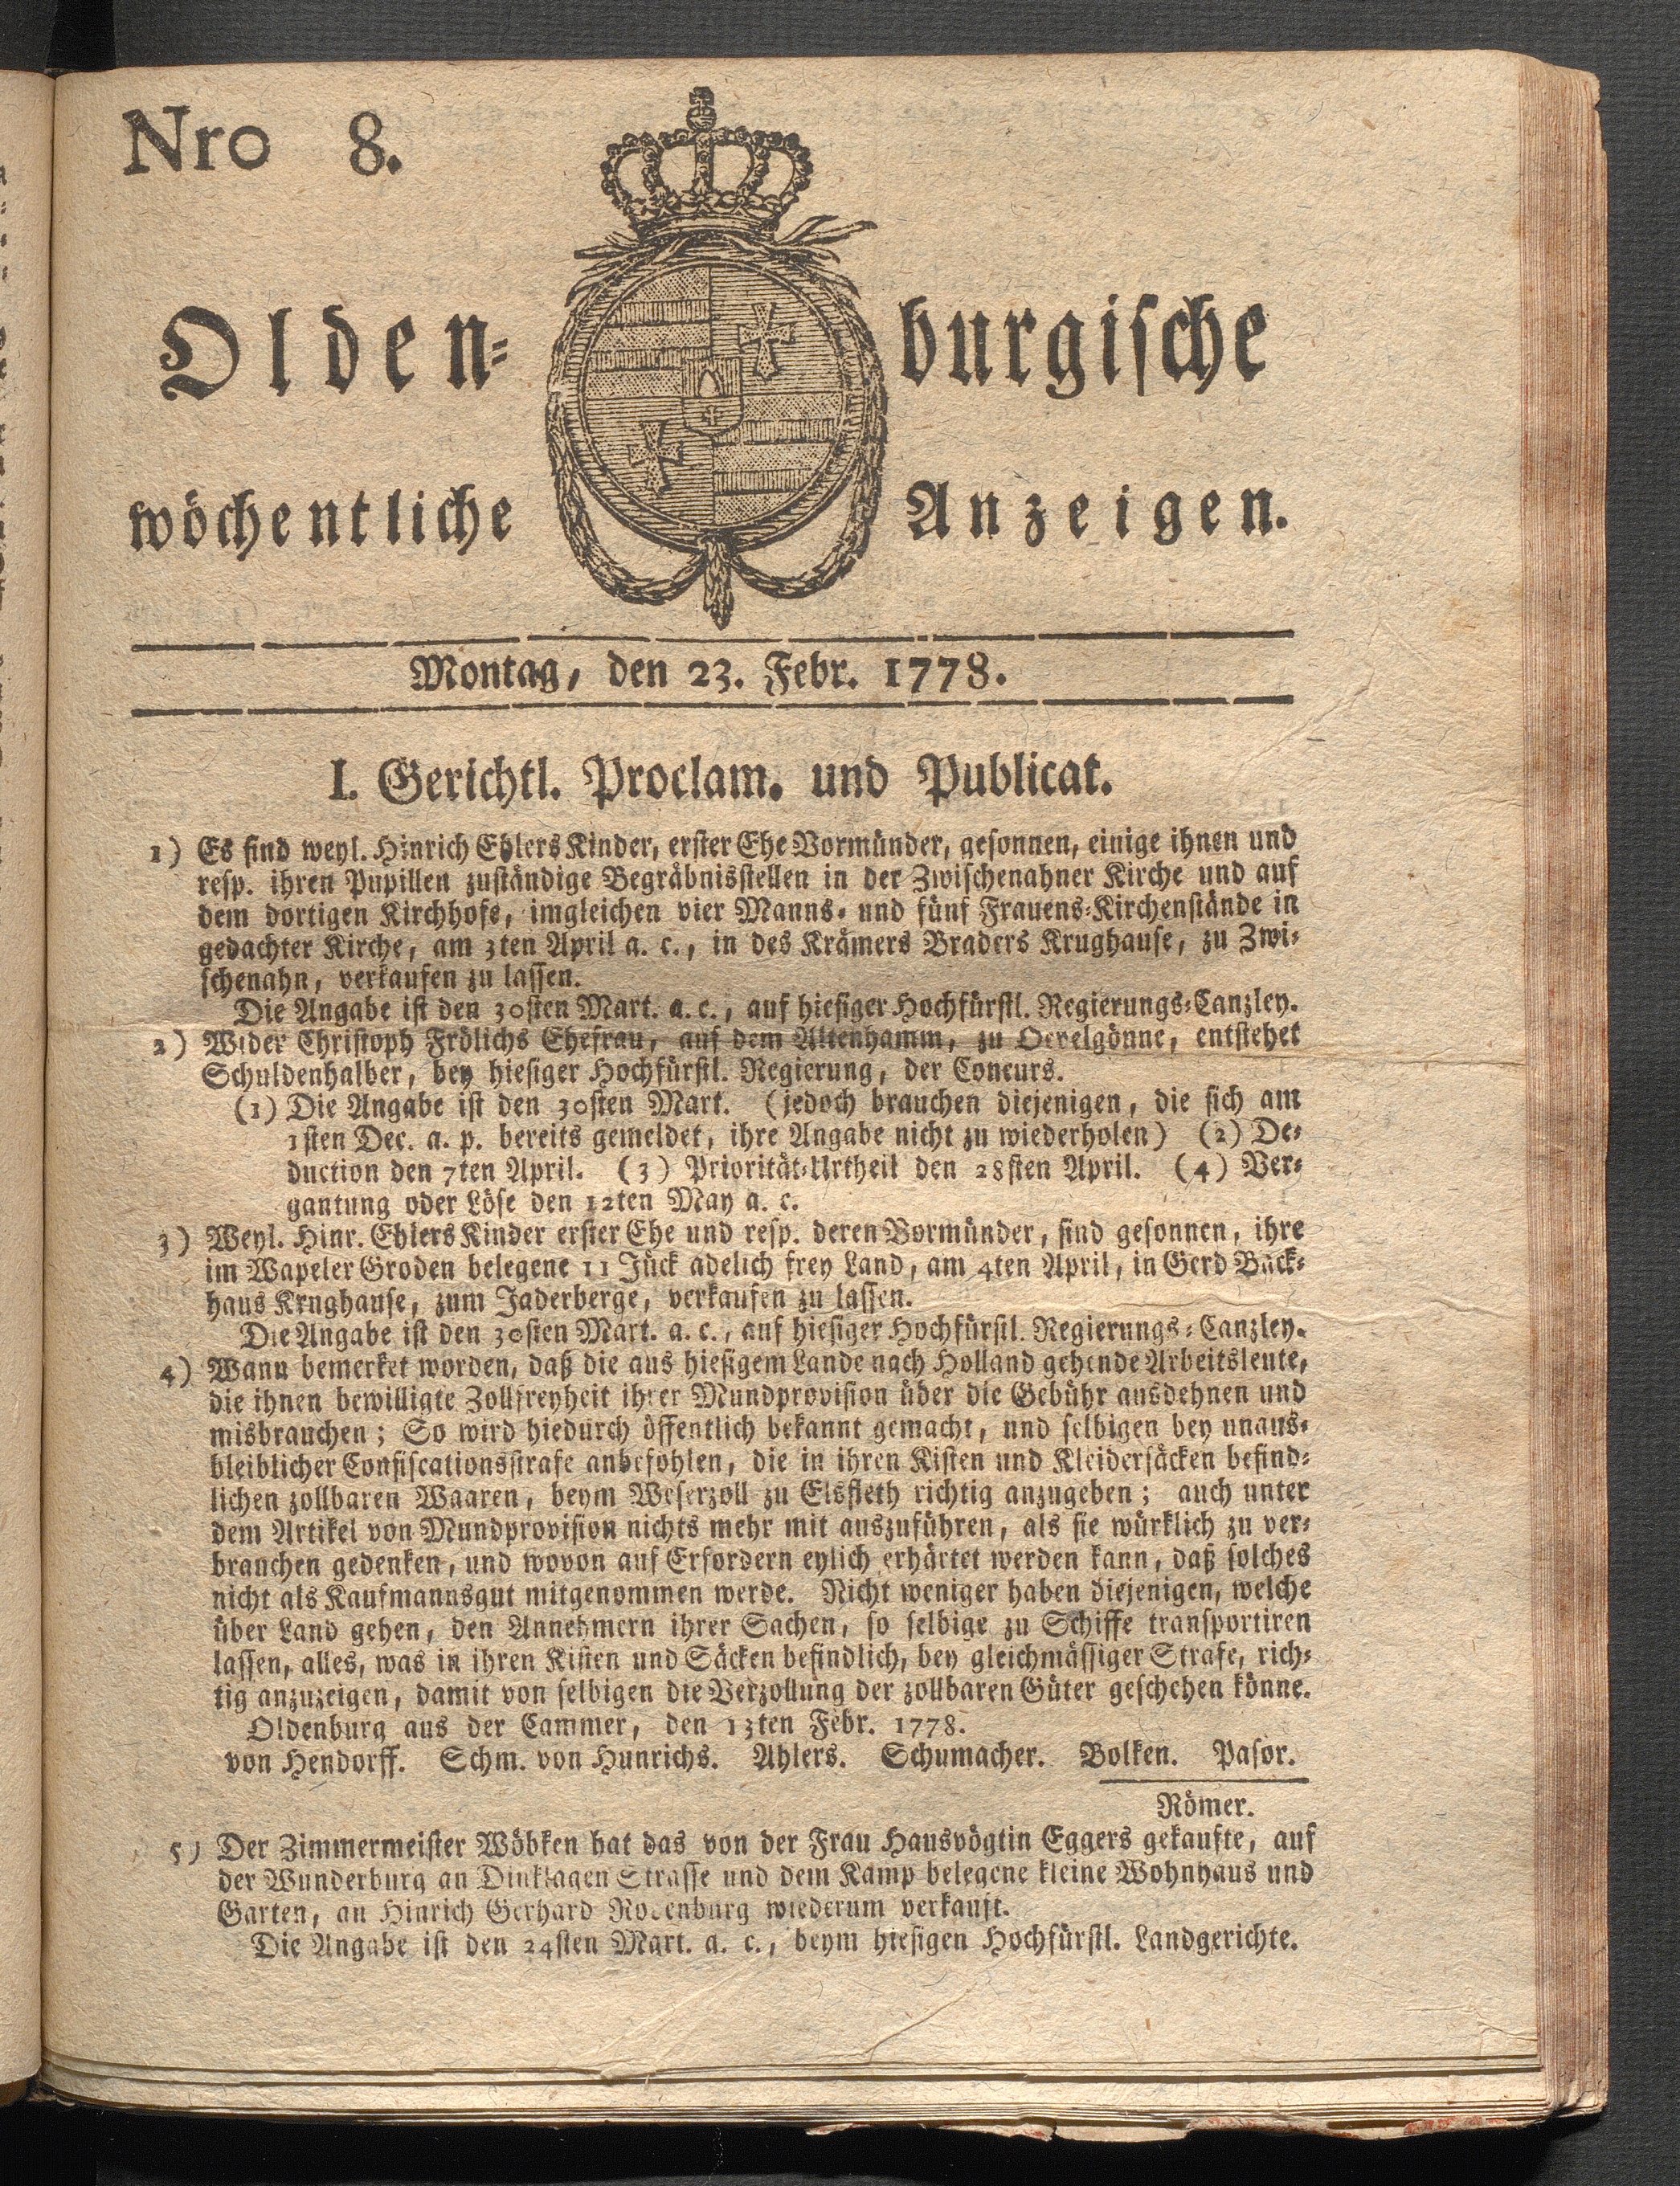 Nro 8.
Olden= burgische
wöchentliche Anzeigen.
Montag, den 23. Febr. 1778.
I. Gerichtl. Proclam. und Publicat.
1) Es sind weyl. Hinrich Ehlers Kinder, erster Ehe Vormünder, gesonnen, einige ihnen und
resp. ihren Pupillen zuständige Begräbnisstellen in der Zwischenahner Kirche und auf
dem dortigen Kirchhofe, imgleichen vier Manns- und fünf Frauens-Kirchenstände in
gedachter Kirche, am 3ten April a. c., in des Krämers Braders Krughause, zu Zwi-
schenahn, verkaufen zu lassen.
Die Angabe ist den 30sten Mart. a. c., auf hiesiger Hochfürstl. Regierungs-Canzley.
2) Wider Christoph Frölichs Ehefrau, auf dem Altenhamm, zu Oevelgönne, entstehet
Schuldenhalber, bey hiesiger Hochfürstl. Regierung, der Concurs.
(1) Die Angabe ist den 30sten Mart. (jedoch brauchen diejenigen, die sich am
1sten Dec. a. p. bereits gemeldet, ihre Angabe nicht zu wiederholen) (2) De-
duction den 7ten April. (3) Priorität-Urtheil den 28sten April. (4) Ver-
gantung oder Löse den 12ten May a. c.
3) Weyl. Hinr. Ehlers Kinder erster Ehe und resp. deren Vormünder, sind gesonnen, ihre
im Wapeler Groden belegene 11 Jück adelich frey Land, am 4ten April, in Gerd Bäck-
haus Krughause, zum Jaderberge, verkaufen zu lassen.
Die Angabe ist den 30sten Mart. a. c., auf hiesiger Hochfürstl. Regierungs-Canzley.
4) Wann bemerket worden, daß die aus hiesigem Lande nach Holland gehende Arbeitsleute,
die ihnen bewilligte Zollfreyheit ihrer Mundprovision über die Gebühr ausdehnen und
misbrauchen; So wird hiedurch öffentlich bekannt gemacht, und selbigen bey unaus-
bleiblicher Confiscationsstrafe anbefohlen, die in ihren Kisten und Kleidersäcken befind-
lichen zollbaren Waaren, beym Weserzoll zu Elsfleth richtig anzugeben; auch unter
dem Artikel von Mundprovision nichts mehr mit auszuführen, als sie würklich zu ver-
brauchen gedenken, und wovon auf Erfordern eylich erhärtet werden kann, daß solches
nicht als Kaufmannsgut mitgenommen werde. Nicht weniger haben diejenigen, welche
über Land gehen, den Annehmern ihrer Sachen, so selbige zu Schiffe transportiren
lassen, alles, was in ihren Kisten und Säcken befindlich, bey gleichmässiger Strafe, rich-
tig anzuzeigen, damit von selbigen die Verzollung der zollbaren Güter geschehen könne.
Oldenburg aus der Cammer, den 13ten Febr. 1778.
von Hendorff. Schm. von Hunrichs. Ahlers. Schumacher. Bolken. Pasor.
Römer.
5) Der Zimmermeister Wöbken hat das von der Frau Hausvögtin Eggers gekaufte, auf
der Wunderburg an Dinklagen Strasse und dem Kamp belegene kleine Wohnhaus und
Garten, an Hinrich Gerhard wiederum verkauft.
Die Angabe ist den 24sten Mart. a. c., beym hiesigen Hochfürstl. Landgerichte.